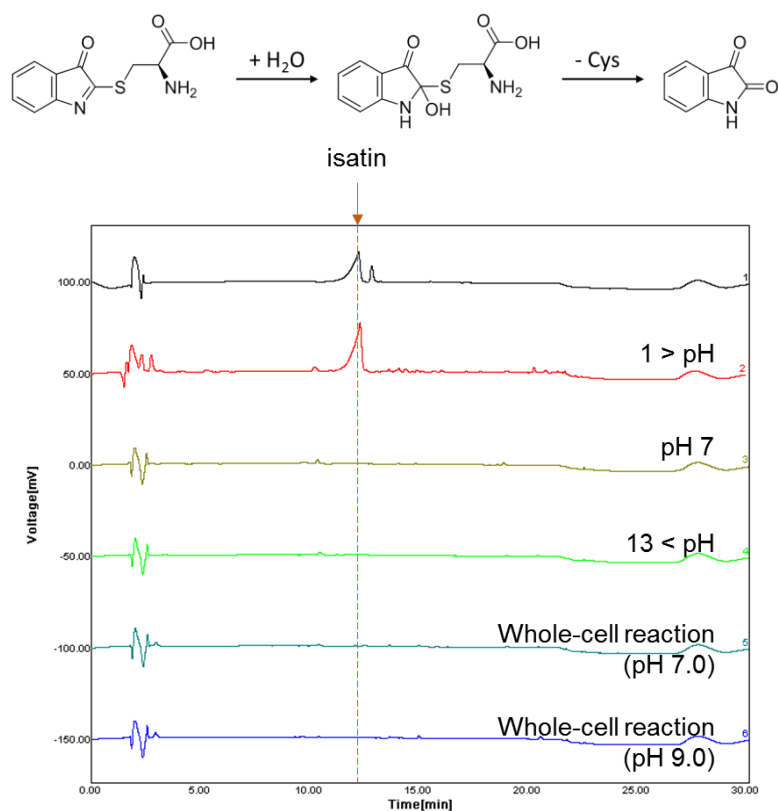 O
O
OH
+ H2O
O
O
OH
- Cys
O
N
S
NH2
N
H
OH
S
NH2
N
H
O
isatin
100.00
1
50.00
1 > pH
2
0.00
pH 7
3
-50.00
13 < pH
4
-100.00
Whole-cell reaction
(pH 7.0)
5
-150.00
Whole-cell reaction
(pH 9.0)
6
Voltage[mV]
0.00 5.00 10.00 15.00 20.00 25.00 30.00
Time[min]